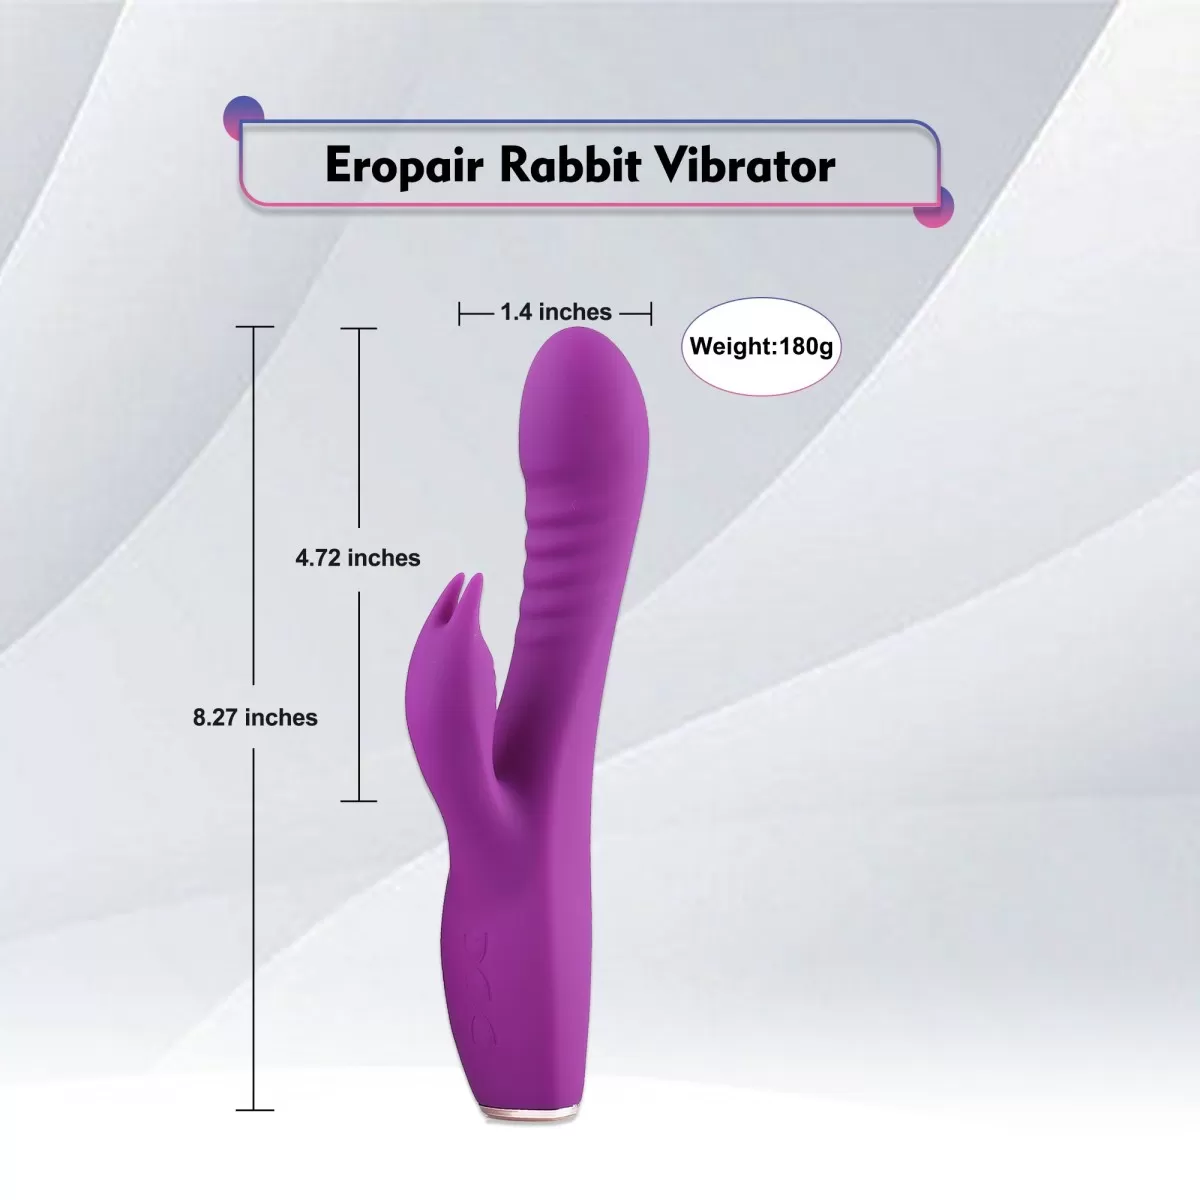 Eropair Rabbit Vibrator
1.4 inches
Weight:180g
4.72 inches
8.27 inches